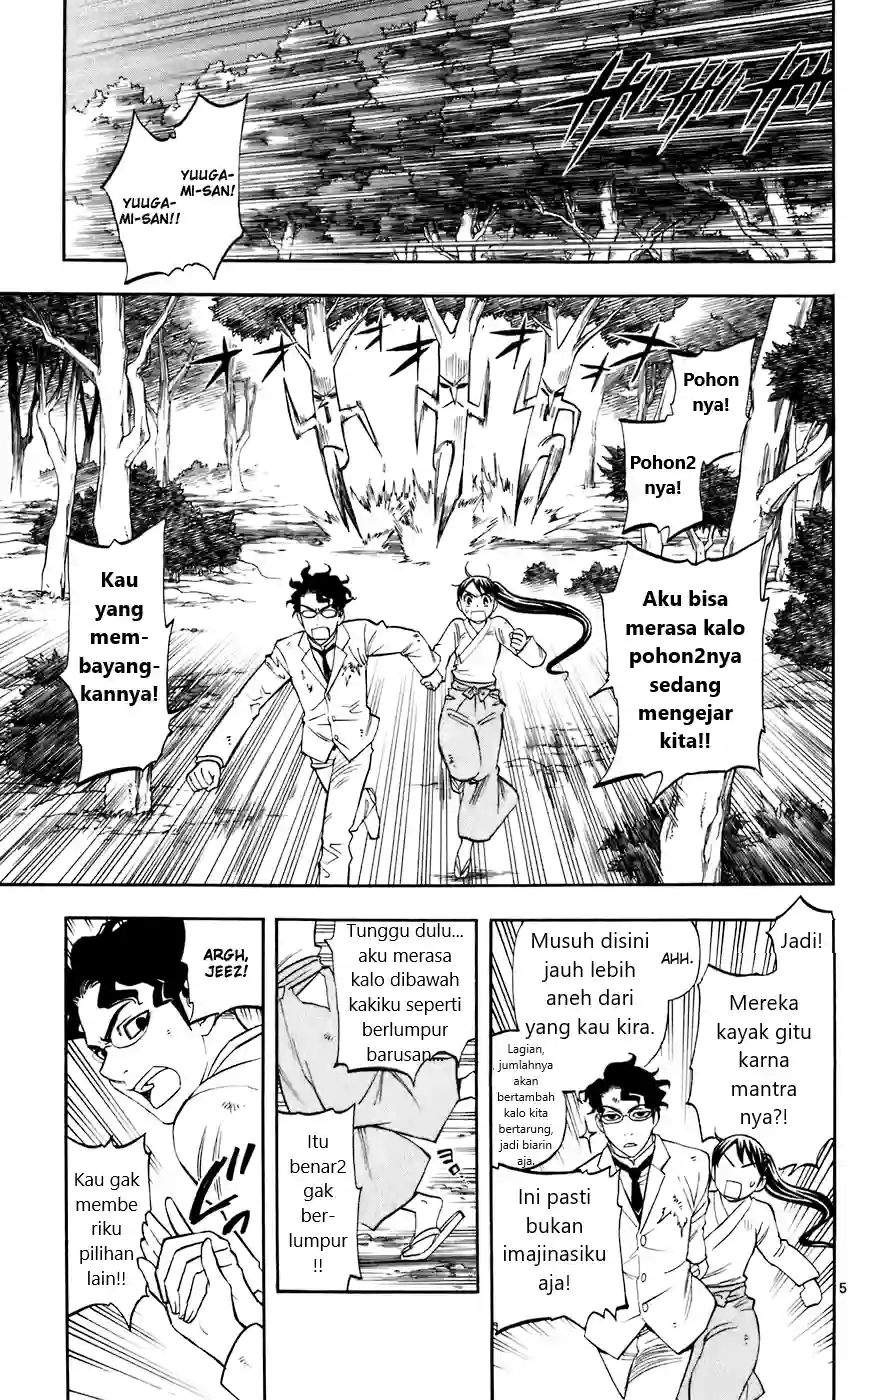 YUUGA-
MI-SAN!
YUUGA-
MI-SAN!!
Pohon
nya!
Pohon2
nya!
Aku bisa
merasa kalo
pohon2nya
sedang
mengejar
kita!!
Kau
yang
mem-
bayang-
kannya!
Jadi!
Mereka
kayak gitu
karna
mantra
nya?!
AHH.
Musuh disini
jauh lebih
aneh dari
yang kau kira.
Lagian,
jumlahnya
akan
bertambah
kalo kita
bertarung,
jadi biarin
aja.
Ini pasti
bukan
imajinasiku
aja!
Tunggu dulu...
aku merasa
kalo dibawah
kakiku seperti
berlumpur
barusan...
Itu
benar2
gak
ber-
lumpur
!!
ARGH,
JEEZ!
Kau gak
membe
riku
pilihan
lain!!
5